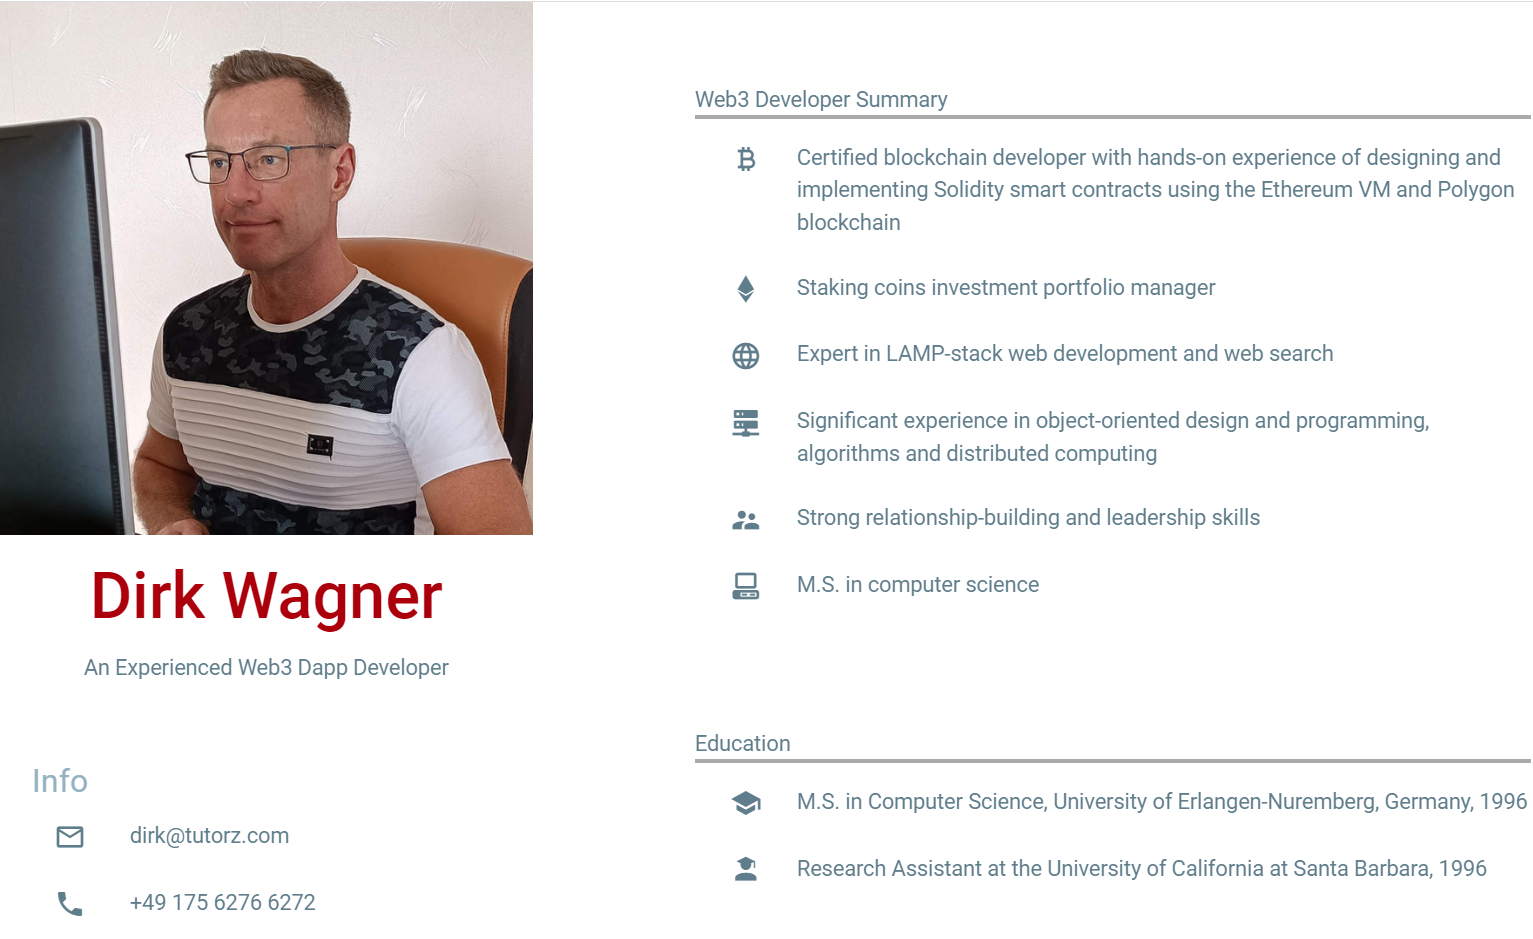 Dirk Wagner
An Experienced Web3 Dapp Developer
Info
dirk@tutorz.com
+49 175 6276 6272
Web3 Developer Summary
Certified blockchain developer with hands-on experience of designing and
implementing Solidity smart contracts using the Ethereum VM and Polygon
blockchain
Staking coins investment portfolio manager
Expert in LAMP-stack web development and web search
Significant experience in object-oriented design and programming,
algorithms and distributed computing
Strong relationship-building and leadership skills
M.S. in computer science
Education
M.S. in Computer Science, University of Erlangen-Nuremberg, Germany, 1996
Research Assistant at the University of California at Santa Barbara, 1996